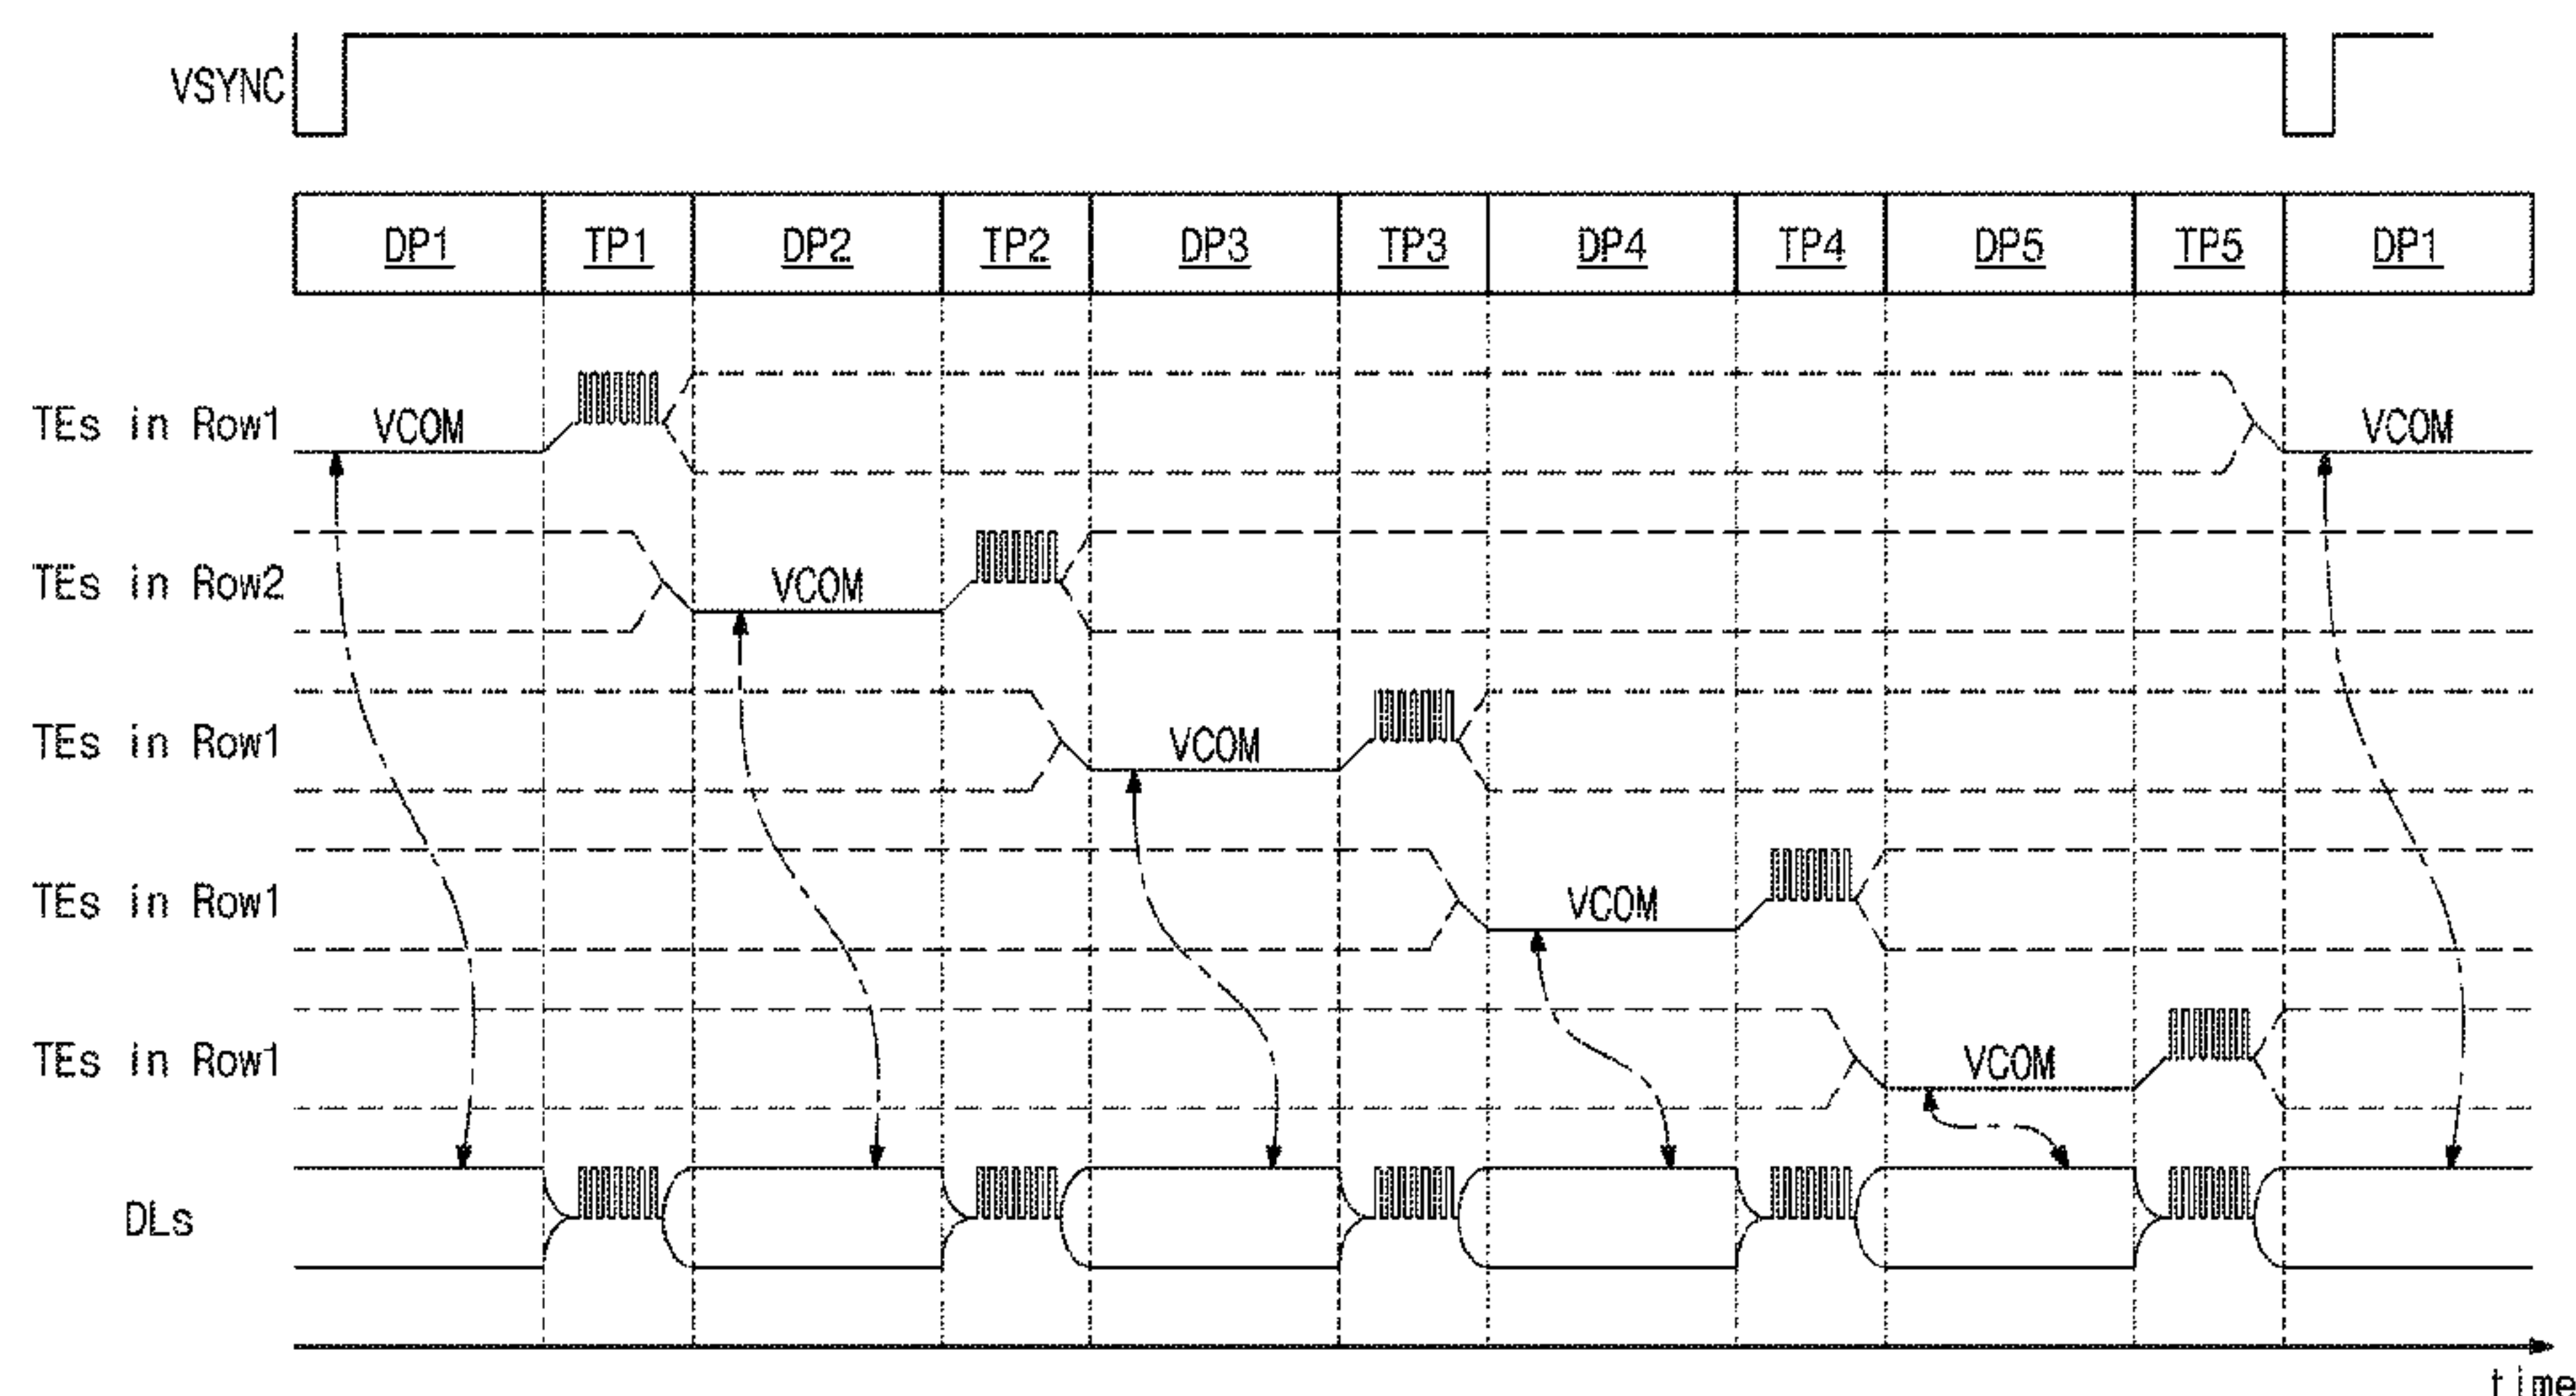 VSYNC
DP1 TP1 DP2 TP2 DP3 TP3 DP4 TP4 DP5 TP5 DP1
TEs in Row1 VCOM VCOM
TEs in Row2 VCOM
TEs in Row1 VCOM
TEs in Row1 VCOM
TEs in Row1 VCOM
DLs
time